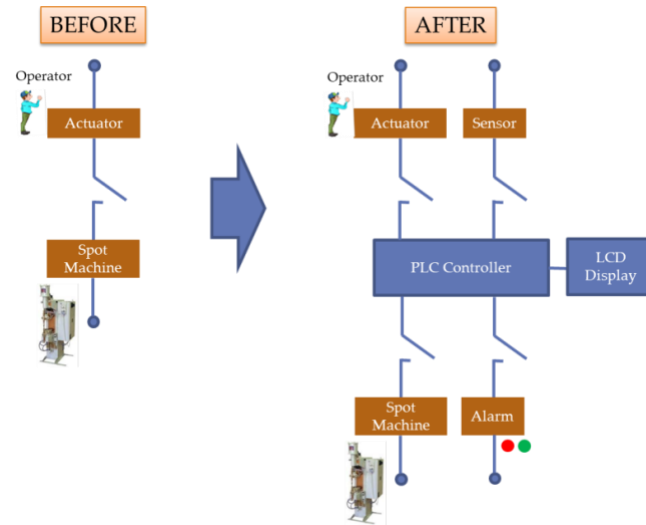 BEFORE
Operator
Actuator
Spot
Machine
AFTER
Operator
Actuator
Sensor
PLC Controller
LCD
Display
Spot
Machine
Alarm